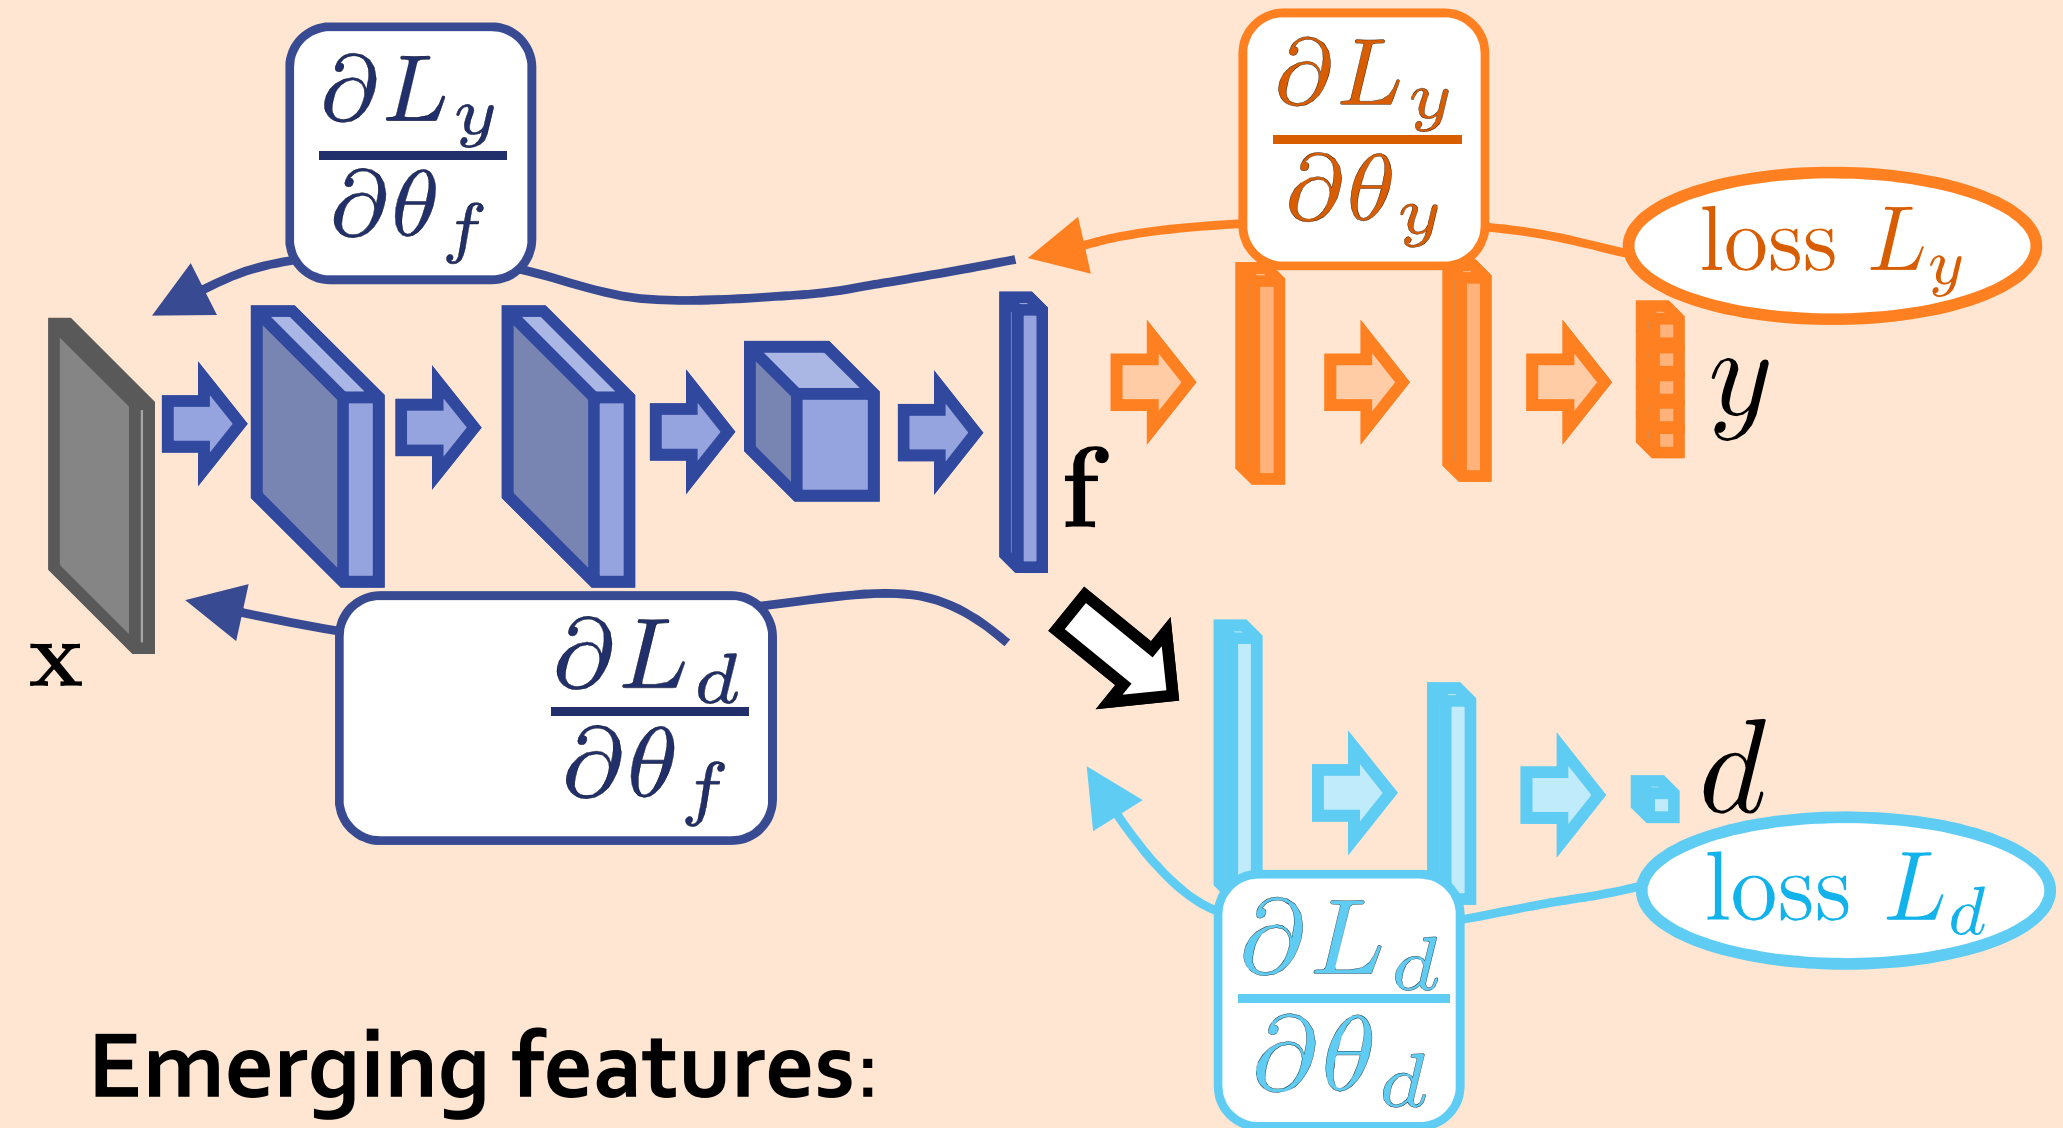 ∂L_y
∂θ_f
∂L_y
∂θ_y
loss L_y
y
f
x
∂L_d
∂θ_f
d
loss L_d
∂L_d
∂θ_d
Emerging features: